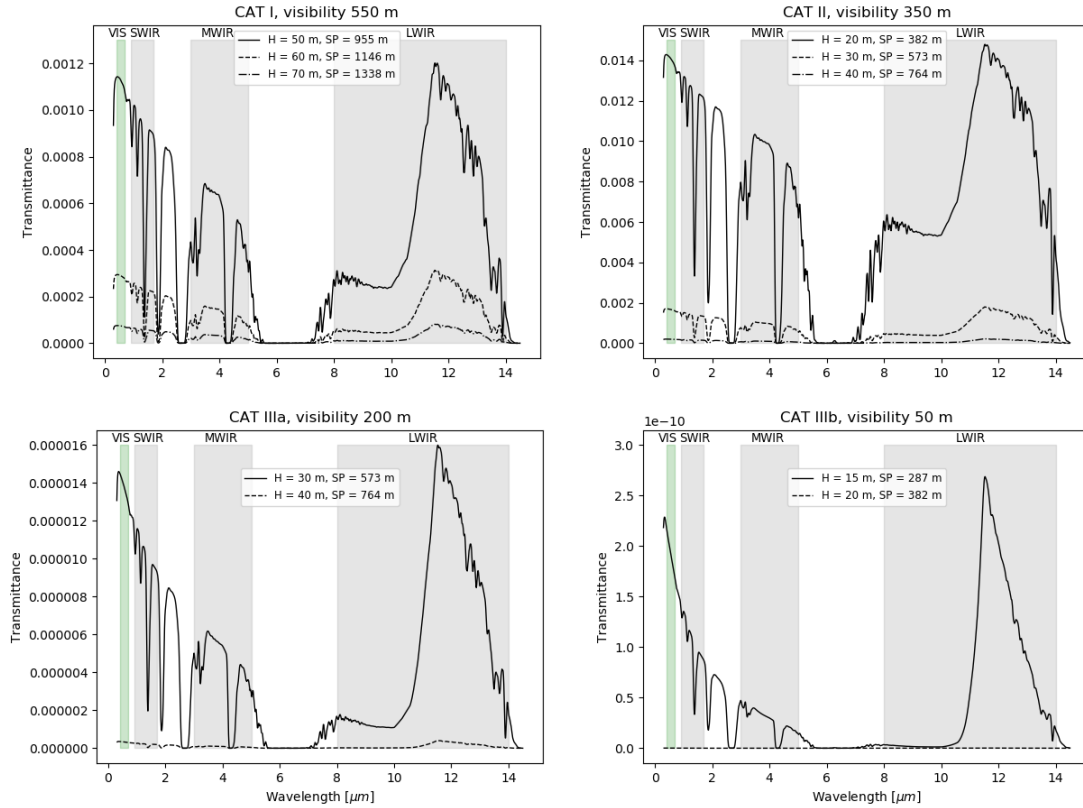 CAT I, visibility 550 m
VIS SWIR MWIR LWIR
H = 50 m, SP = 955 m
H = 60 m, SP = 1146 m
H = 70 m, SP = 1338 m
Transmittance
0.0012
0.0010
0.0008
0.0006
0.0004
0.0002
0.0000
0 2 4 6 8 10 12 14
CAT II, visibility 350 m
VIS SWIR MWIR LWIR
H = 20 m, SP = 382 m
H = 30 m, SP = 573 m
H = 40 m, SP = 764 m
Transmittance
0.014
0.012
0.010
0.008
0.006
0.004
0.002
0.000
0 2 4 6 8 10 12 14
CAT IIIa, visibility 200 m
VIS SWIR MWIR LWIR
H = 30 m, SP = 573 m
H = 40 m, SP = 764 m
Transmittance
0.000016
0.000014
0.000012
0.000010
0.000008
0.000006
0.000004
0.000002
0.000000
0 2 4 6 8 10 12 14
Wavelength [μm]
CAT IIIb, visibility 50 m
1e-10
VIS SWIR MWIR LWIR
H = 15 m, SP = 287 m
H = 20 m, SP = 382 m
Transmittance
3.0
2.5
2.0
1.5
1.0
0.5
0.0
0 2 4 6 8 10 12 14
Wavelength [μm]